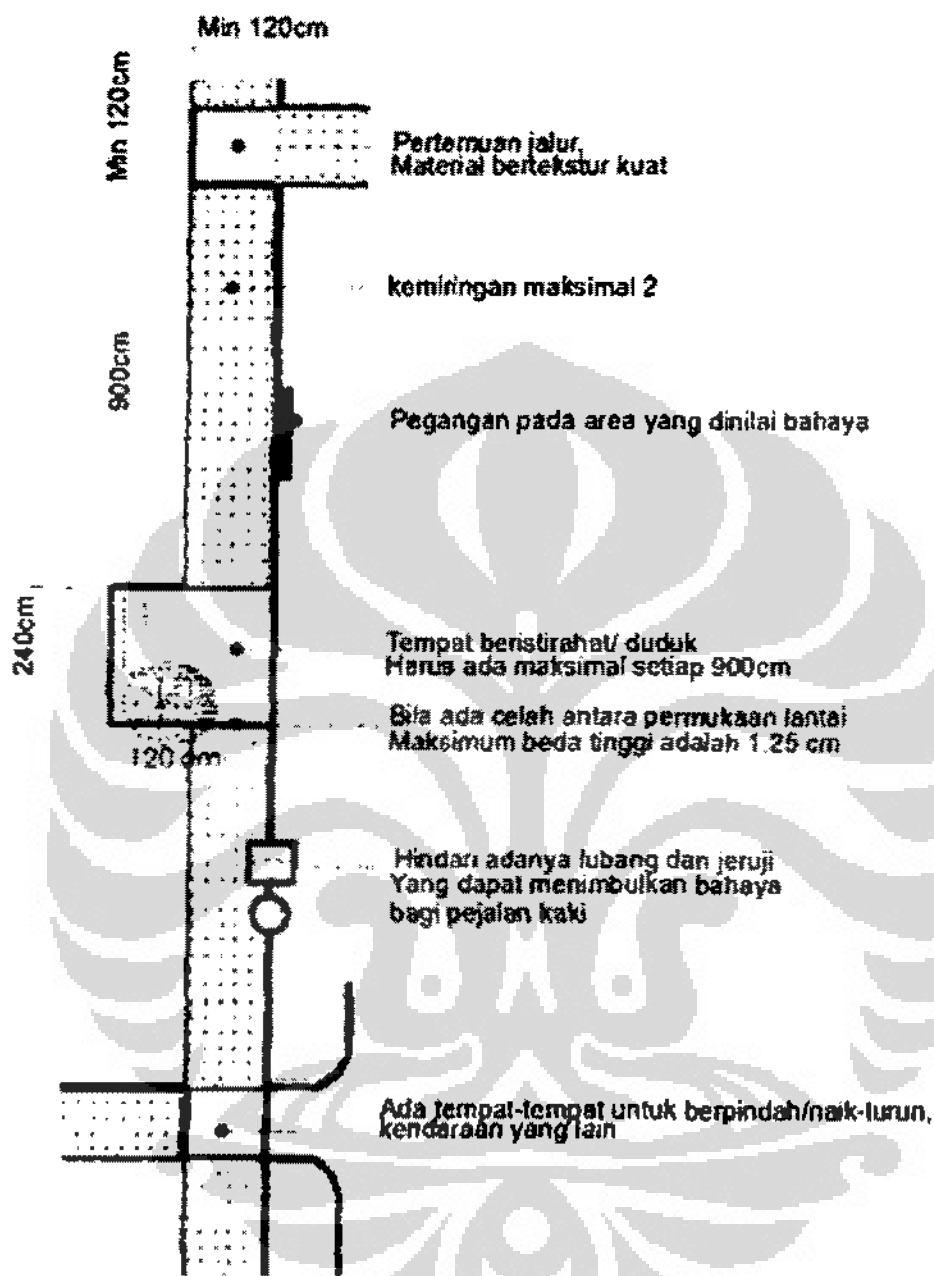 Min 120cm
Min 120cm
Pertemuan jalur,
Material bertekstur kuat
kemiringan maksimal 2
900cm
Pegangan pada area yang dinilai bahaya
240cm
Tempat beristirahat/ duduk
Harus ada maksimal setiap 900cm
Bila ada celah antara permukaan lantai
Maksimum beda tinggi adalah 1.25 cm
120 cm
Hindari adanya lubang dan jeruji
Yang dapat menimbulkan bahaya
bagi pejalan kaki
Ada tempat-tempat untuk berpindah/naik-turun,
kendaraan yang lain